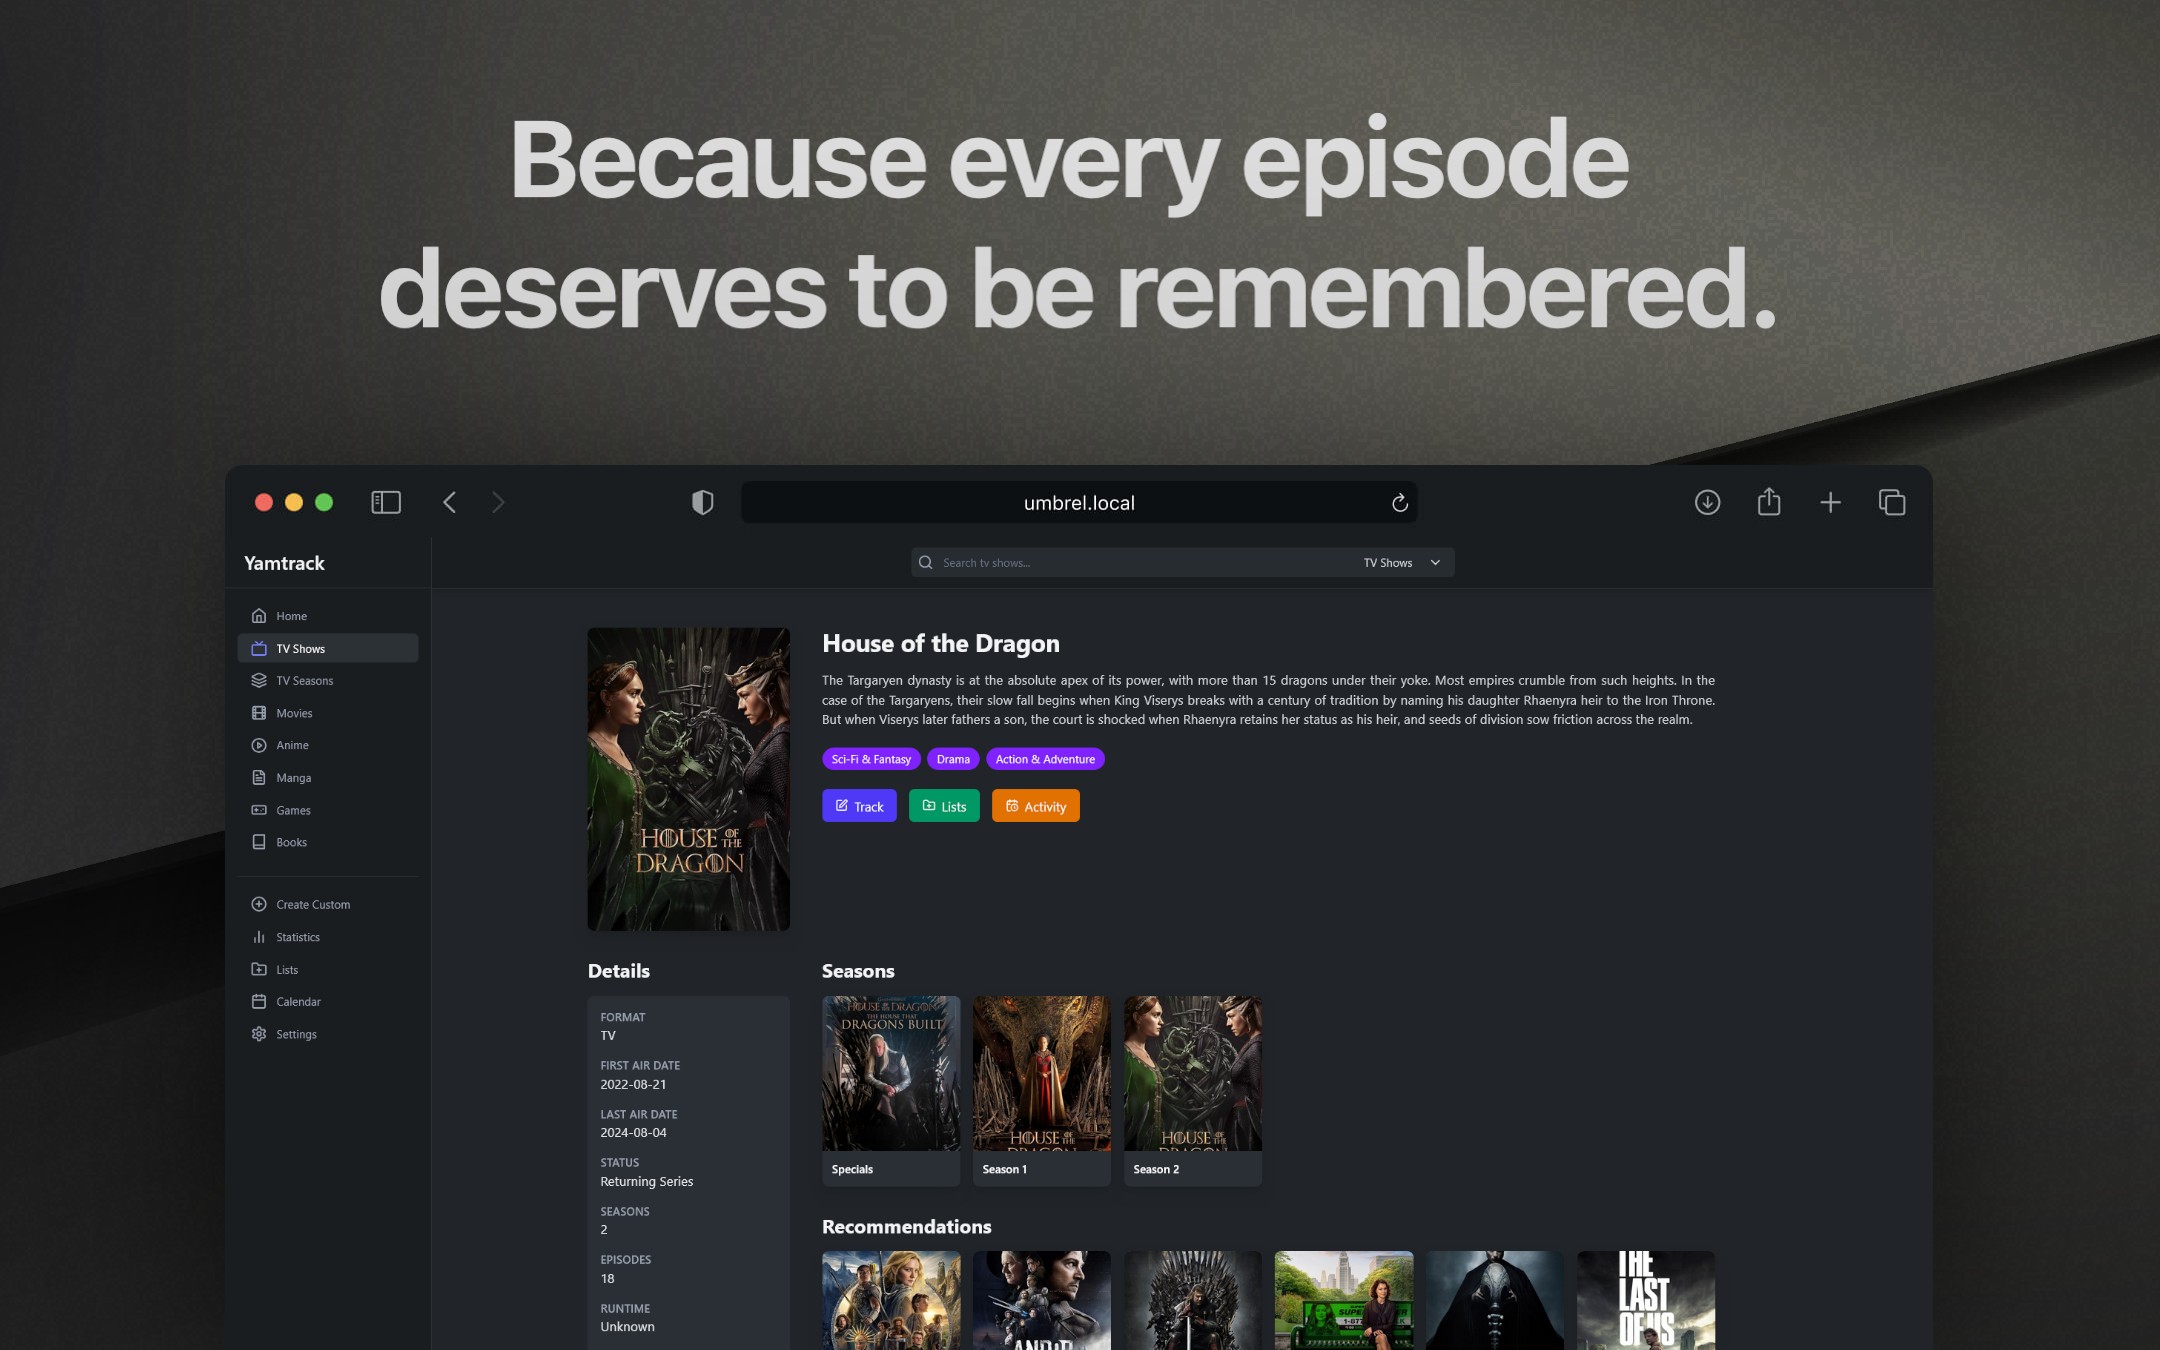 Because every episode
deserves to be remembered.
umbrel.local
Yamtrack
Search tv shows...
TV Shows
Home
TV Shows
TV Seasons
Movies
Anime
Manga
Games
Books
Create Custom
Statistics
Lists
Calendar
Settings
HOUSE OF THE
DRAGON
House of the Dragon
The Targaryen dynasty is at the absolute apex of its power, with more than 15 dragons under their yoke. Most empires crumble from such heights. In the
case of the Targaryens, their slow fall begins when King Viserys breaks with a century of tradition by naming his daughter Rhaenyra heir to the Iron Throne.
But when Viserys later fathers a son, the court is shocked when Rhaenyra retains her status as his heir, and seeds of division sow friction across the realm.
Sci-Fi & Fantasy
Drama
Action & Adventure
Track
Lists
Activity
Details
FORMAT
TV
FIRST AIR DATE
2022-08-21
LAST AIR DATE
2024-08-04
STATUS
Returning Series
SEASONS
2
EPISODES
18
RUNTIME
Unknown
Seasons
HOUSE OF THE DRAGON
THE HOUSE THAT
DRAGONS BUILT
Specials
HOUSE OF THE
DRAGON
Season 1
HOUSE OF THE
DRAGON
Season 2
Recommendations
THE
LAST
OF US